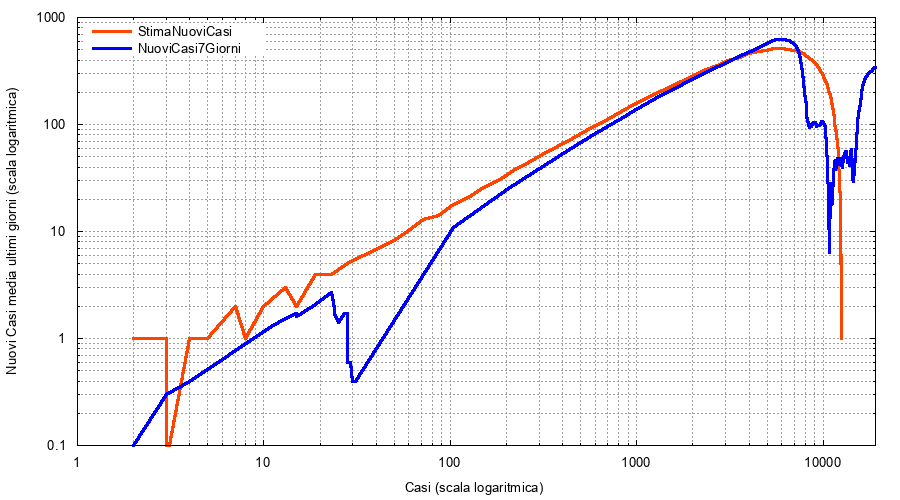 1000
StimaNuoviCasi
NuoviCasi7Giorni
100
10
1
0.1
1
10
100
1000
10000
Nuovi Casi media ultimi giorni (scala logaritmica)
Casi (scala logaritmica)